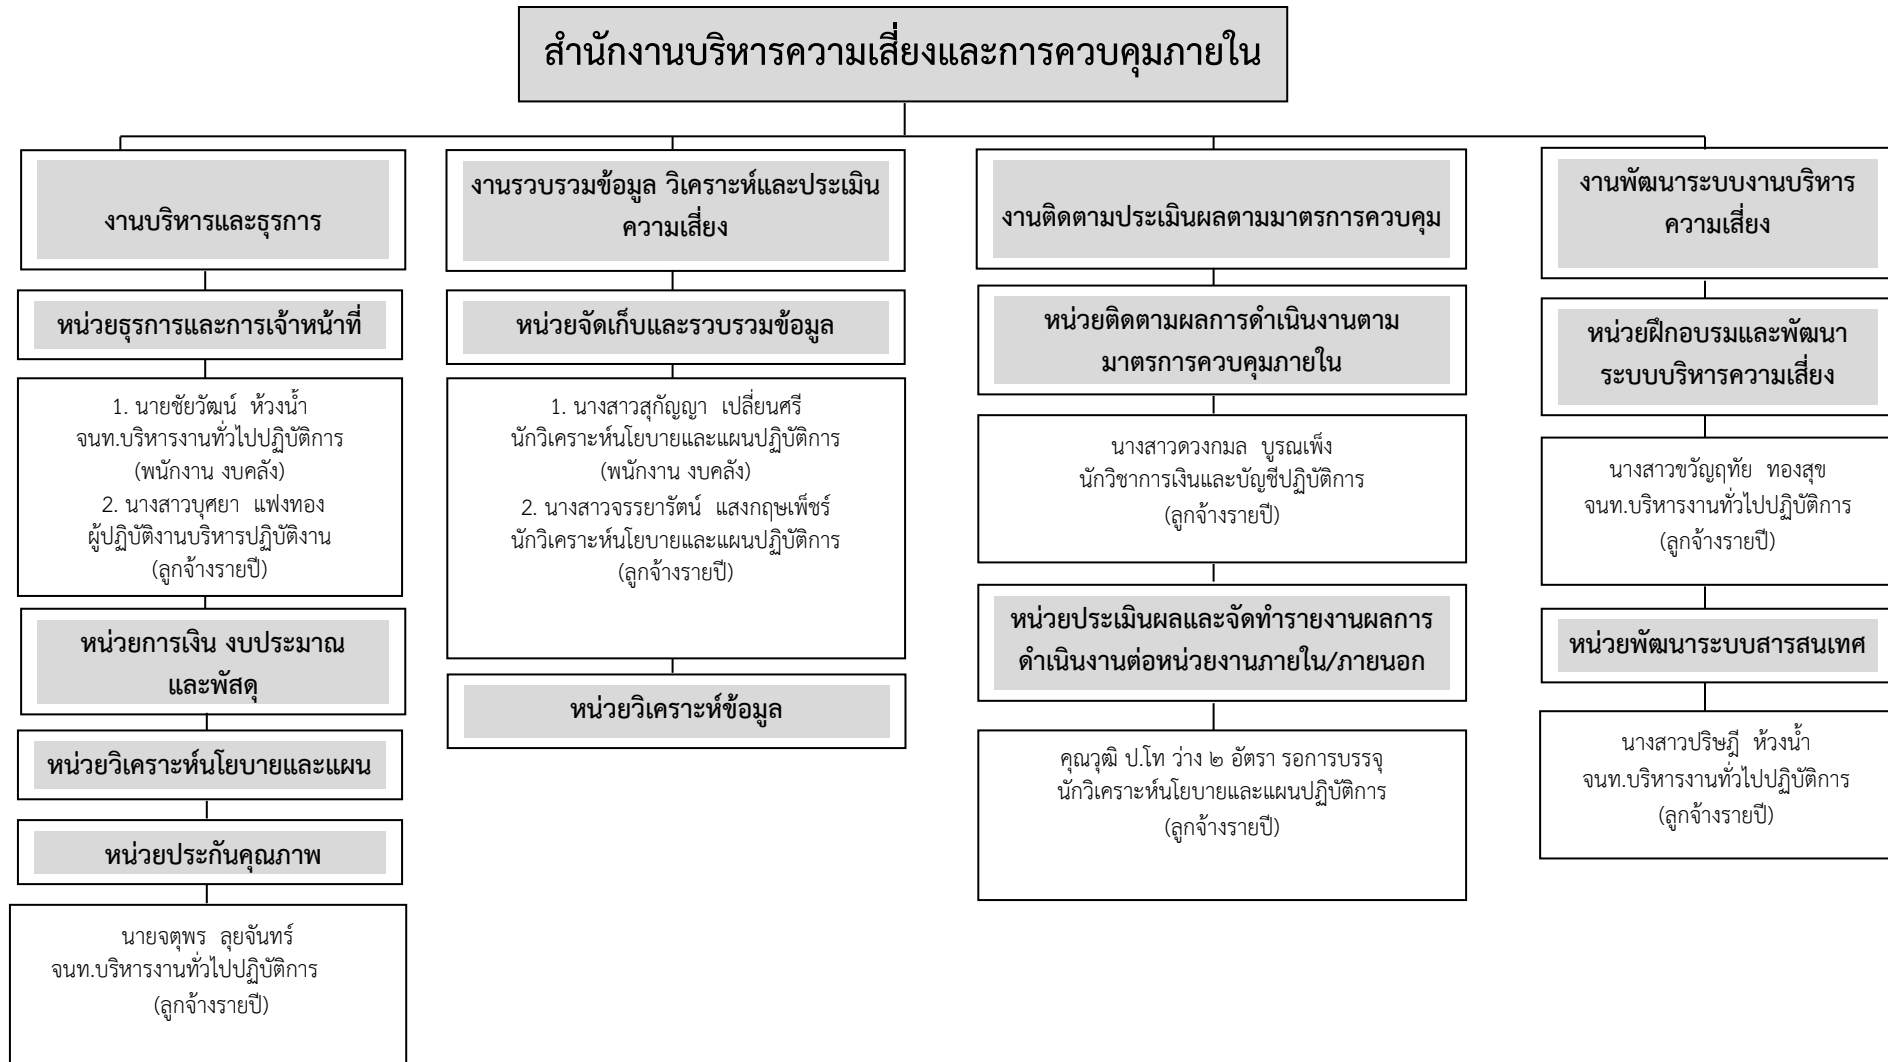 สำนักงานบริหารความเสี่ยงและการควบคุมภายใน
งานบริหารและธุรการ
หน่วยธุรการและการเจ้าหน้าที่
1. นายชัยวัฒน์ ห้วงน้ำ
จนท.บริหารงานทั่วไปปฏิบัติการ
(พนักงาน งบคลัง)
2. นางสาวบุศยา แฟงทอง
ผู้ปฏิบัติงานบริหารปฏิบัติงาน
(ลูกจ้างรายปี)
หน่วยการเงิน งบประมาณ
และพัสดุ
หน่วยวิเคราะห์นโยบายและแผน
หน่วยประกันคุณภาพ
นายจตุพร ลุยจันทร์
จนท.บริหารงานทั่วไปปฏิบัติการ
(ลูกจ้างรายปี)
งานรวบรวมข้อมูล วิเคราะห์และประเมิน
ความเสี่ยง
หน่วยจัดเก็บและรวบรวมข้อมูล
1. นางสาวสุกัญญา เปลี่ยนศรี
นักวิเคราะห์นโยบายและแผนปฏิบัติการ
(พนักงาน งบคลัง)
2. นางสาวจรรยารัตน์ แสงกฤษเพ็ชร์
นักวิเคราะห์นโยบายและแผนปฏิบัติการ
(ลูกจ้างรายปี)
หน่วยวิเคราะห์ข้อมูล
งานติดตามประเมินผลตามมาตรการควบคุม
หน่วยติดตามผลการดำเนินงานตาม
มาตรการควบคุมภายใน
นางสาวดวงกมล บูรณเพ็ง
นักวิชาการเงินและบัญชีปฏิบัติการ
(ลูกจ้างรายปี)
หน่วยประเมินผลและจัดทำรายงานผลการ
ดำเนินงานต่อหน่วยงานภายใน/ภายนอก
คุณวุฒิ ป.โท ว่าง ๒ อัตรา รอการบรรจุ
นักวิเคราะห์นโยบายและแผนปฏิบัติการ
(ลูกจ้างรายปี)
งานพัฒนาระบบงานบริหาร
ความเสี่ยง
หน่วยฝึกอบรมและพัฒนา
ระบบบริหารความเสี่ยง
นางสาวขวัญฤทัย ทองสุข
จนท.บริหารงานทั่วไปปฏิบัติการ
(ลูกจ้างรายปี)
หน่วยพัฒนาระบบสารสนเทศ
นางสาวปริษฎี ห้วงน้ำ
จนท.บริหารงานทั่วไปปฏิบัติการ
(ลูกจ้างรายปี)